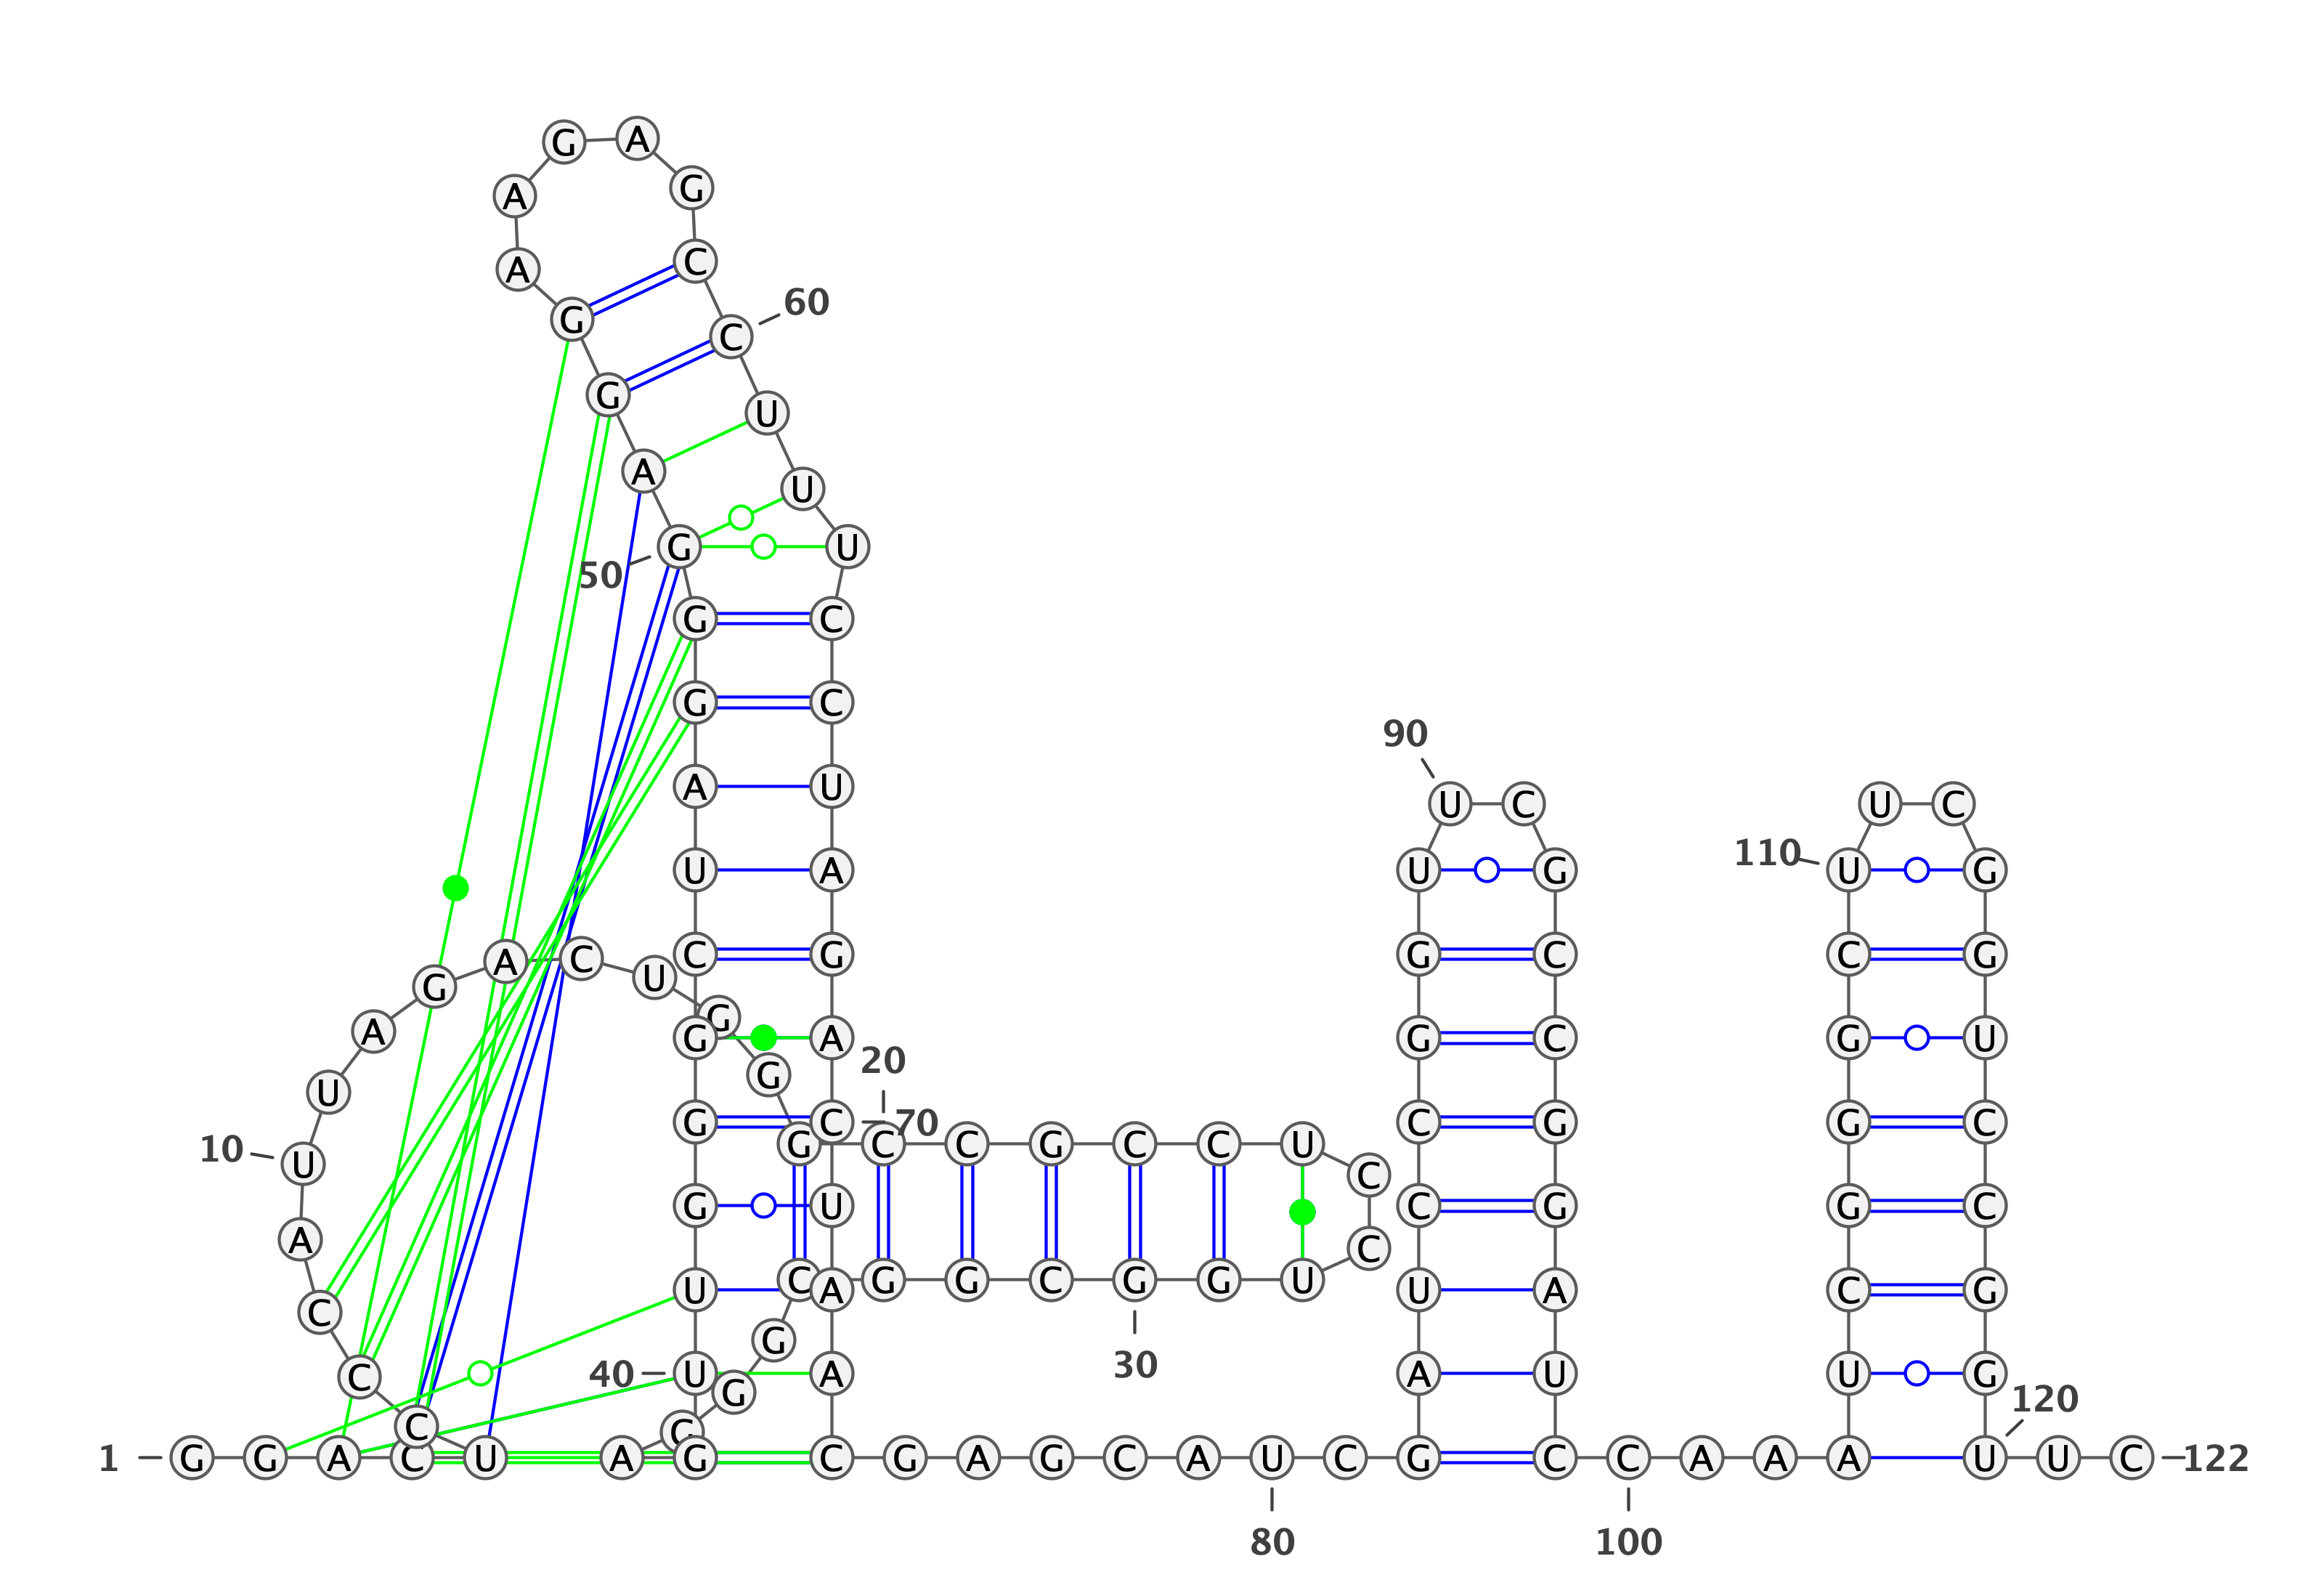 G A
A G
A C
60
G C
G U
A U
G U
50
G C
G C
A U
90
U C U C
110
U A U G U G
A C U C G G C C G
G
G
A G A G C G U
20
G
U
G C 70 C G G C
10 U G C C G C C U
C
G U C G G C
A C
U C A G G C G G U U A C G
C
G
30
C 40 U A A U U G
G
120
C C
1 G G A C U A G C G A G C A U C G C C A A A U U C 122
80 100